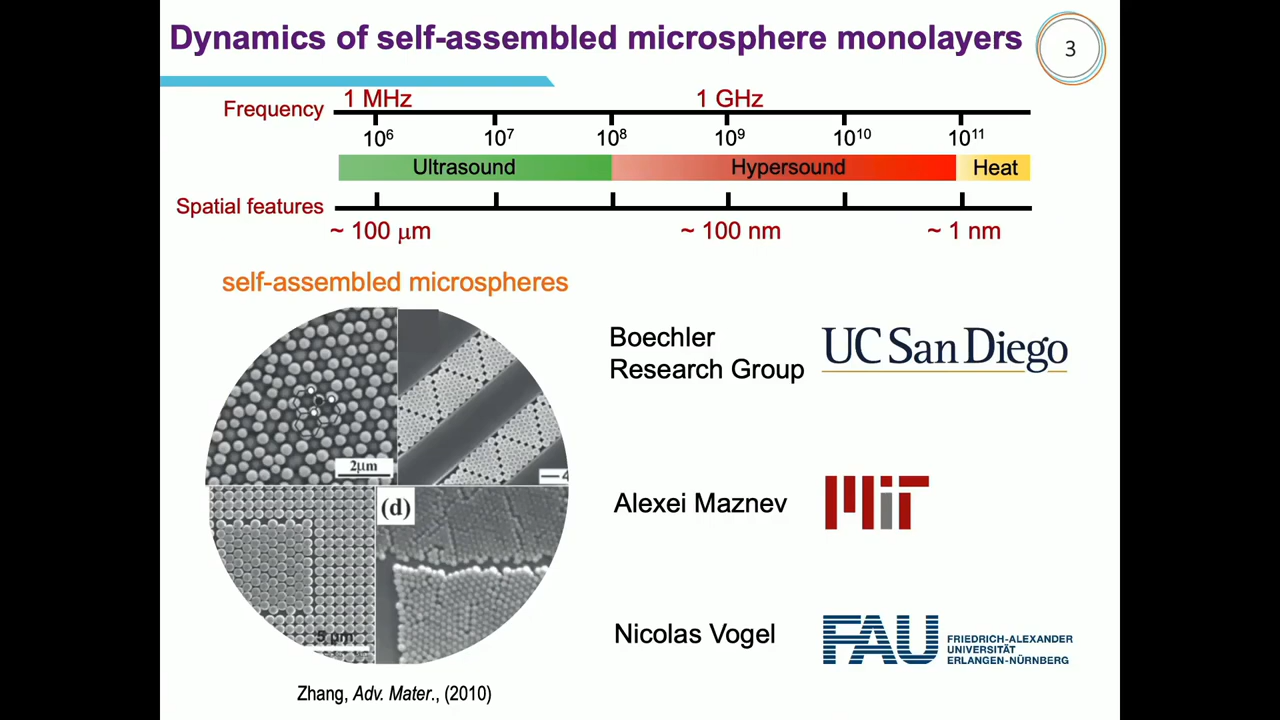 Dynamics of self-assembled microsphere monolayers
3
Frequency
1 MHz
1 GHz
10⁶
10⁷
10⁸
10⁹
10¹⁰
10¹¹
Ultrasound
Hypersound
Heat
Spatial features
~ 100 μm
~ 100 nm
~ 1 nm
self-assembled microspheres
2μm
4
(d)
5 μm
Boechler
Research Group
UC San Diego
Alexei Maznev
MIT
Nicolas Vogel
FAU
FRIEDRICH-ALEXANDER
UNIVERSITÄT
ERLANGEN-NÜRNBERG
Zhang, Adv. Mater., (2010)